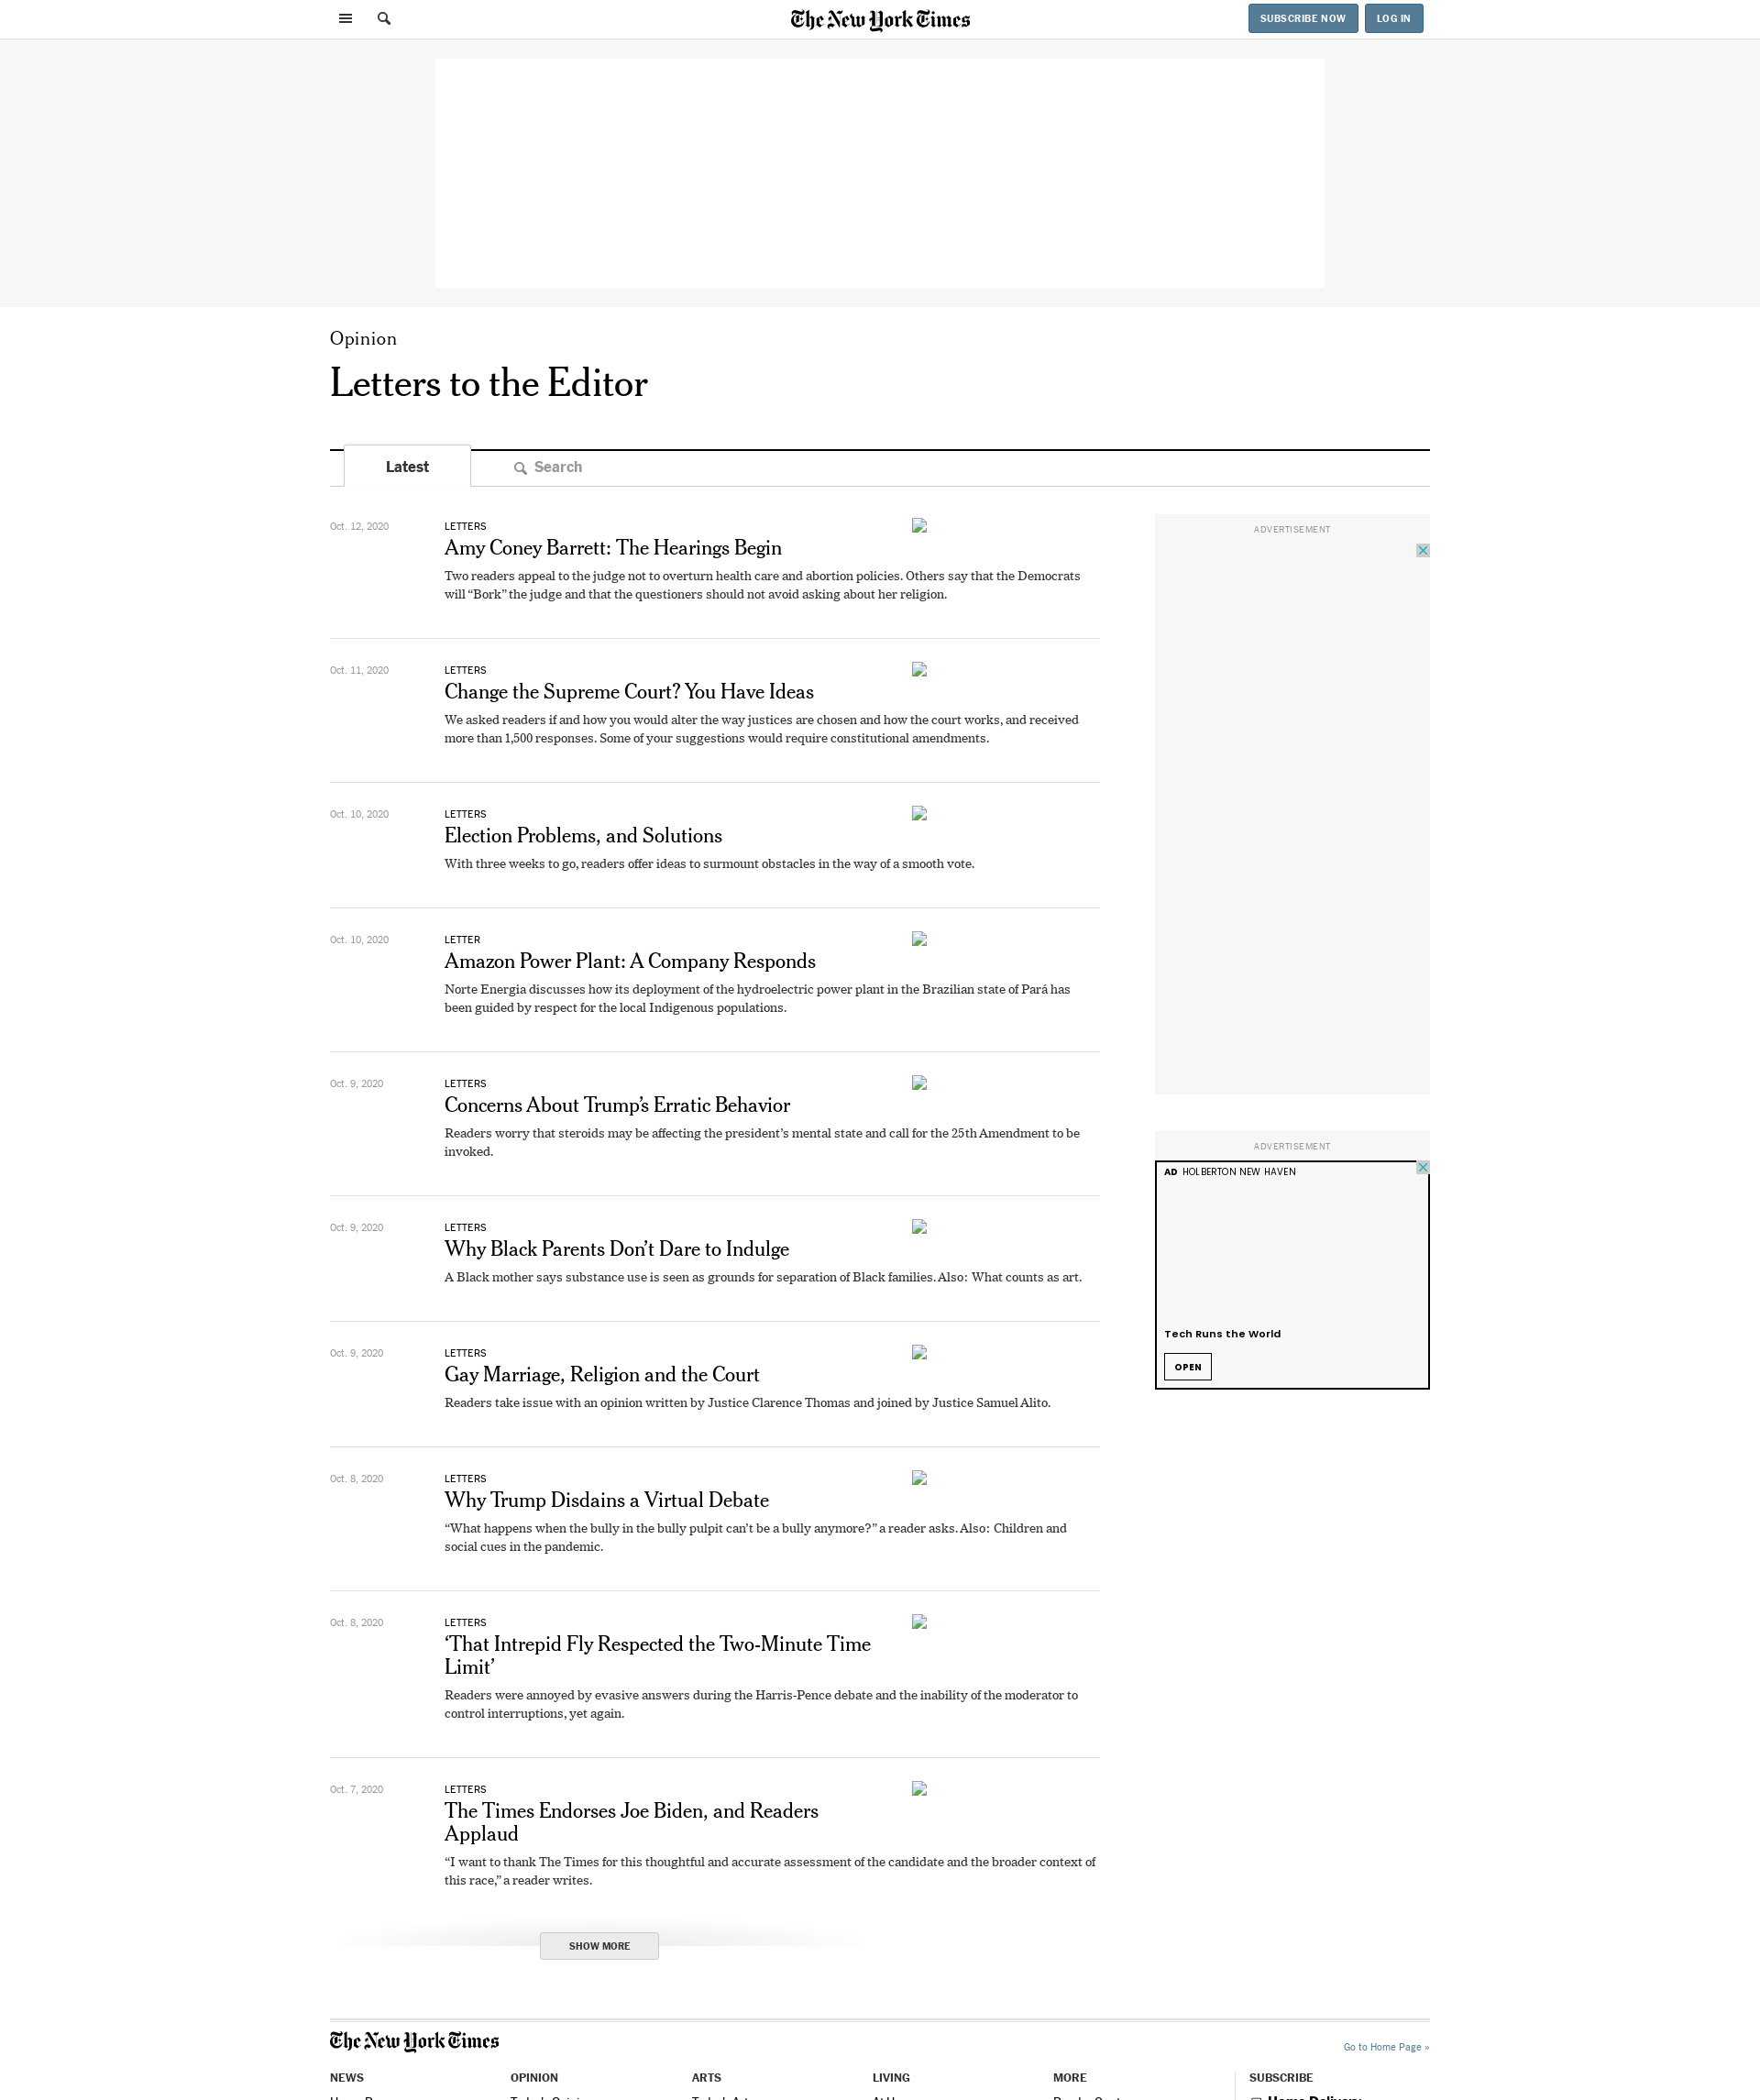 The New York Times
SUBSCRIBE NOW
LOG IN
Opinion
Letters to the Editor
Latest
Search
Oct. 12, 2020
LETTERS
Amy Coney Barrett: The Hearings Begin
Two readers appeal to the judge not to overturn health care and abortion policies. Others say that the Democrats
will “Bork” the judge and that the questioners should not avoid asking about her religion.
Oct. 11, 2020
LETTERS
Change the Supreme Court? You Have Ideas
We asked readers if and how you would alter the way justices are chosen and how the court works, and received
more than 1,500 responses. Some of your suggestions would require constitutional amendments.
Oct. 10, 2020
LETTERS
Election Problems, and Solutions
With three weeks to go, readers offer ideas to surmount obstacles in the way of a smooth vote.
Oct. 10, 2020
LETTER
Amazon Power Plant: A Company Responds
Norte Energia discusses how its deployment of the hydroelectric power plant in the Brazilian state of Pará has
been guided by respect for the local Indigenous populations.
Oct. 9, 2020
LETTERS
Concerns About Trump’s Erratic Behavior
Readers worry that steroids may be affecting the president’s mental state and call for the 25th Amendment to be
invoked.
Oct. 9, 2020
LETTERS
Why Black Parents Don’t Dare to Indulge
A Black mother says substance use is seen as grounds for separation of Black families. Also: What counts as art.
Oct. 9, 2020
LETTERS
Gay Marriage, Religion and the Court
Readers take issue with an opinion written by Justice Clarence Thomas and joined by Justice Samuel Alito.
Oct. 8, 2020
LETTERS
Why Trump Disdains a Virtual Debate
“What happens when the bully in the bully pulpit can’t be a bully anymore?” a reader asks. Also: Children and
social cues in the pandemic.
Oct. 8, 2020
LETTERS
‘That Intrepid Fly Respected the Two-Minute Time
Limit’
Readers were annoyed by evasive answers during the Harris-Pence debate and the inability of the moderator to
control interruptions, yet again.
Oct. 7, 2020
LETTERS
The Times Endorses Joe Biden, and Readers
Applaud
“I want to thank The Times for this thoughtful and accurate assessment of the candidate and the broader context of
this race,” a reader writes.
SHOW MORE
ADVERTISEMENT
ADVERTISEMENT
AD HOLBERTON NEW HAVEN
Tech Runs the World
OPEN
The New York Times
Go to Home Page »
NEWS
OPINION
ARTS
LIVING
MORE
SUBSCRIBE